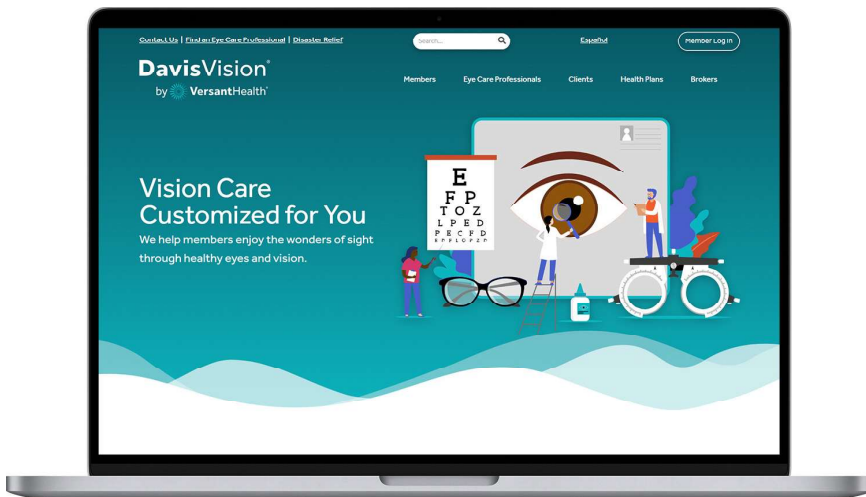 Contact Us | Find an Eye Care Professional | Disaster Relief
Search...
Español
Member Log In
DavisVision®
by VersantHealth®
Members
Eye Care Professionals
Clients
Health Plans
Brokers
Vision Care
Customized for You
We help members enjoy the wonders of sight
through healthy eyes and vision.
E
F P
T O Z
L P E D
P E C F D